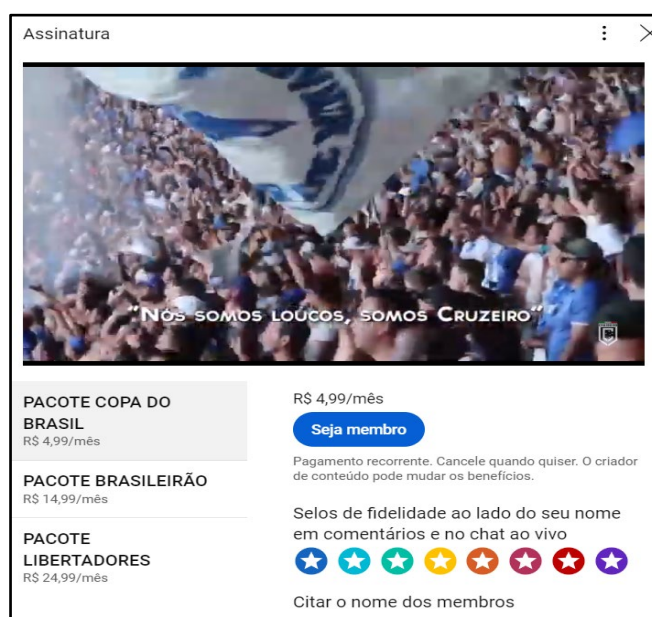 Assinatura
"Nós somos loucos, somos Cruzeiro"
PACOTE COPA DO
BRASIL
R$ 4,99/mês
PACOTE BRASILEIRÃO
R$ 14,99/mês
PACOTE
LIBERTADORES
R$ 24,99/mês
R$ 4,99/mês
Seja membro
Pagamento recorrente. Cancele quando quiser. O criador
de conteúdo pode mudar os benefícios.
Selos de fidelidade ao lado do seu nome
em comentários e no chat ao vivo
Citar o nome dos membros